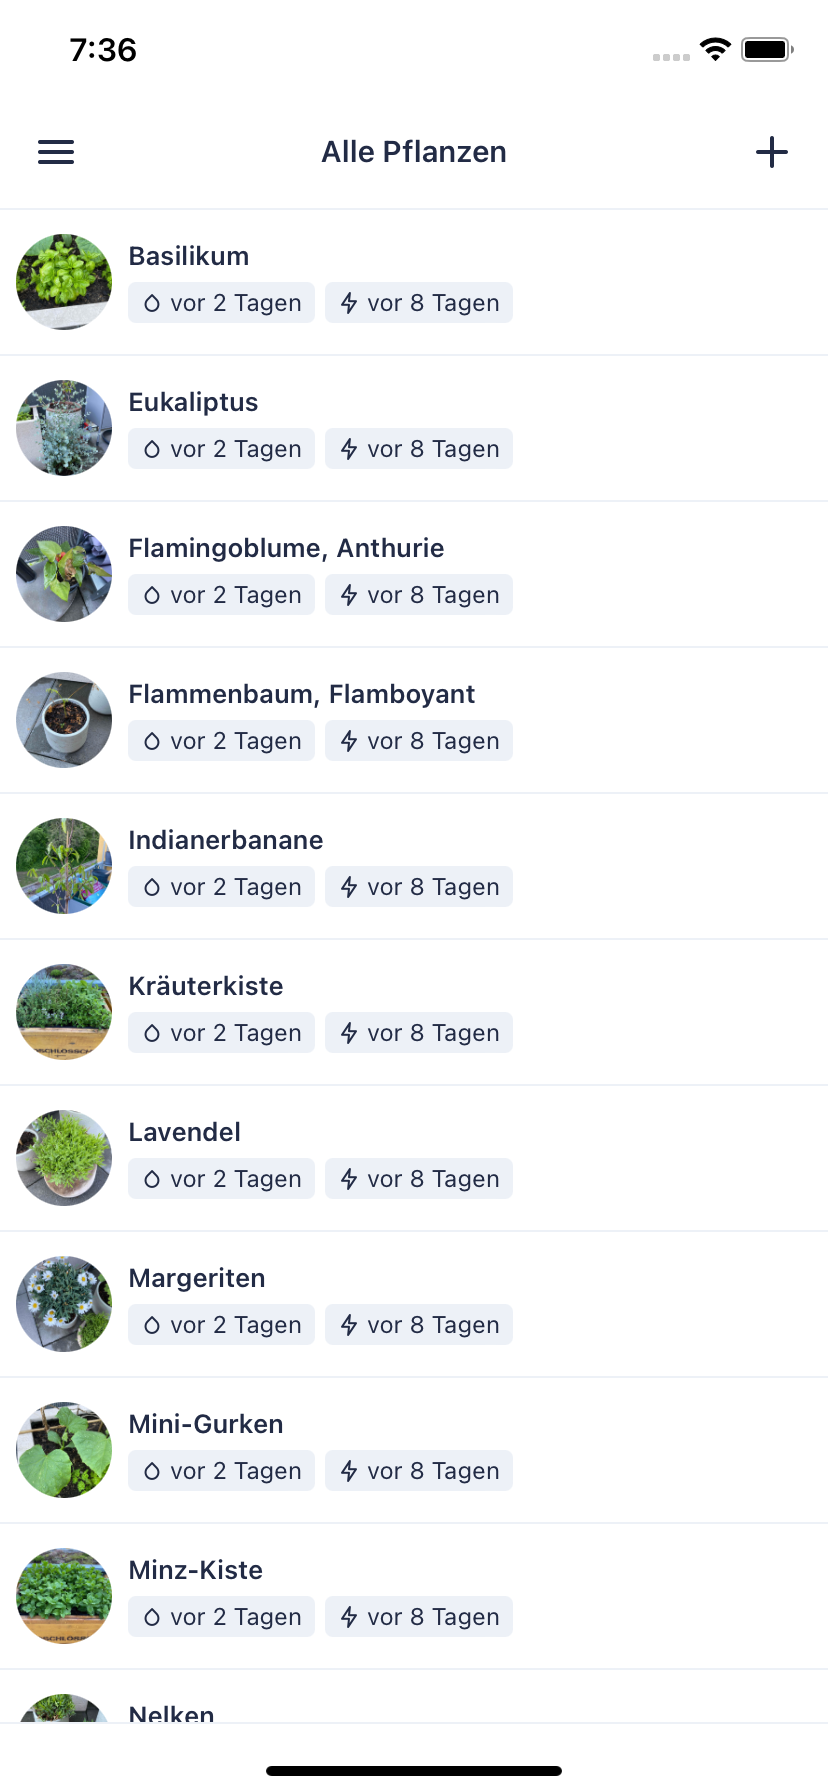 7:36
Alle Pflanzen
Basilikum
vor 2 Tagen vor 8 Tagen
Eukaliptus
vor 2 Tagen vor 8 Tagen
Flamingoblume, Anthurie
vor 2 Tagen vor 8 Tagen
Flammenbaum, Flamboyant
vor 2 Tagen vor 8 Tagen
Indianerbanane
vor 2 Tagen vor 8 Tagen
Kräuterkiste
vor 2 Tagen vor 8 Tagen
Lavendel
vor 2 Tagen vor 8 Tagen
Margeriten
vor 2 Tagen vor 8 Tagen
Mini-Gurken
vor 2 Tagen vor 8 Tagen
Minz-Kiste
vor 2 Tagen vor 8 Tagen
Nelken